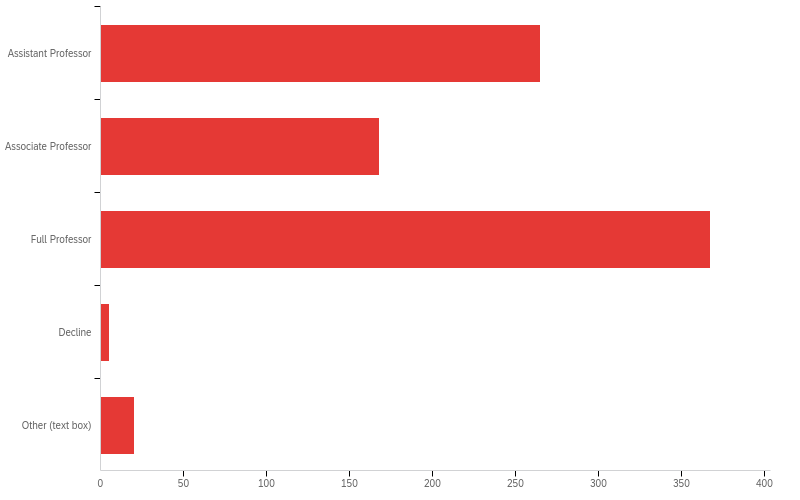 Assistant Professor
Associate Professor
Full Professor
Decline
Other (text box)
0 50 100 150 200 250 300 350 400